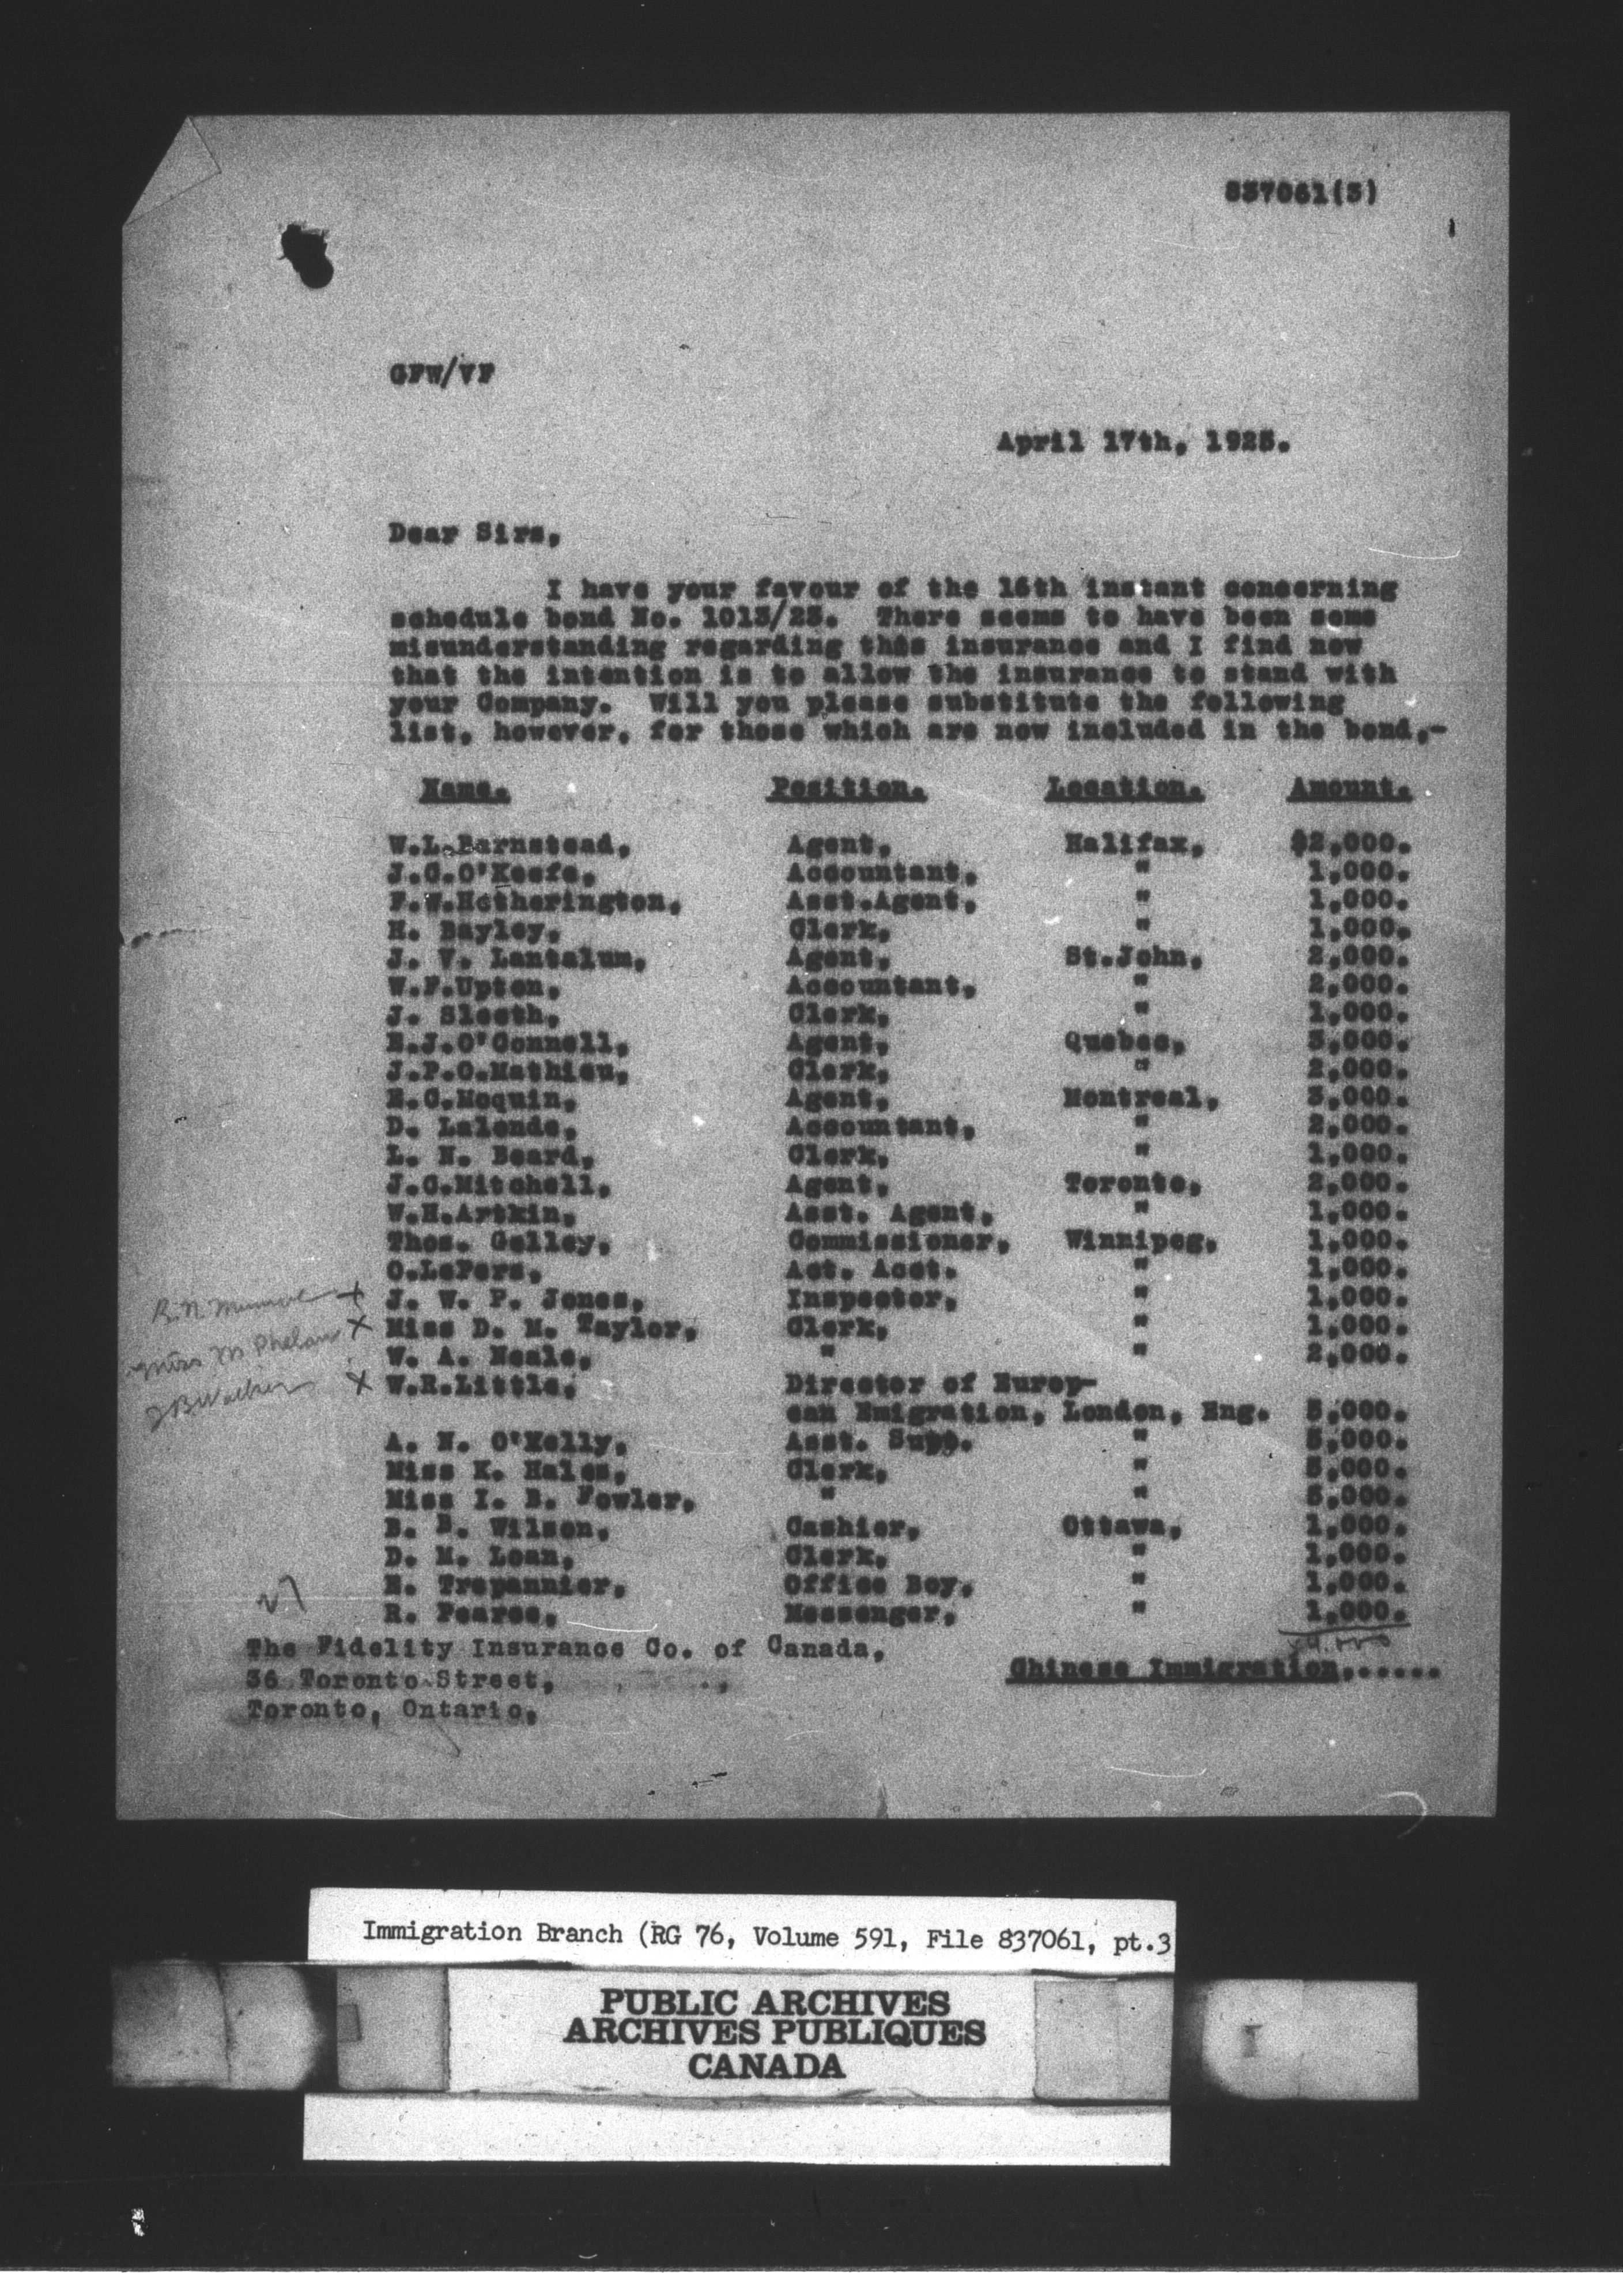 837061(3)
GFW/VF
April 17th, 1925.
Dear Sirs,
I have your favour of the 16th instant concerning
schedule bond No. 1013/23. There seems to have been some
misunderstanding regarding this insurance and I find now
that the intention is to allow the insurance to stand with
your Company. Will you please substitute the following
list, however, for those which are now included in the bond,-
Name. Position. Location. Amount.
W.L.Barnstead, Agent, Halifax, $2,000.
J.C.O'Keefe, Accountant, " 1,000.
F.W.Hetherington, Asst.Agent, " 1,000.
H. Bayley, Clerk, " 1,000.
J. V. Lantalum, Agent, St.John, 2,000.
W.F.Upton, Accountant, " 2,000.
J. Sleeth, Clerk, " 1,000.
E.J.O'Connell, Agent, Quebec, 3,000.
J.P.O.Mathieu, Clerk, " 2,000.
E.C.Moquin, Agent, Montreal, 3,000.
D. Lalonde, Accountant, " 2,000.
L. N. Beard, Clerk, " 1,000.
J.C.Mitchell, Agent, Toronto, 2,000.
W.H.Artkin, Asst. Agent, " 1,000.
Thos. Gelley, Commissioner, Winnipeg, 1,000.
O.LeFers, Act. Acct. " 1,000.
R.N. Munroe x J. W. P. Jones, Inspector, " 1,000.
Miss M Phelan x Miss D. M. Taylor, Clerk, " 1,000.
W. A. Neale, " " 2,000.
JBWalker x W.R.Little, Director of Europ-
ean Emigration, London, Eng. 5,000.
A. N. O'Kelly, Asst. Supp. " 5,000.
Miss K. Hales, Clerk, " 5,000.
Miss I. B. Fowler, " " 5,000.
B. B. Wilson, Cashier, Ottawa, 1,000.
D. M. Loan, Clerk, " 1,000.
H. Trepannier, Office Boy, " 1,000.
27 R. Pearce, Messenger, " 1,000.
The Fidelity Insurance Co. of Canada,
36 Toronto Street,
Chinese Immigration,......
Toronto, Ontario,
Immigration Branch (RG 76, Volume 591, File 837061, pt.3
PUBLIC ARCHIVES
ARCHIVES PUBLIQUES
CANADA